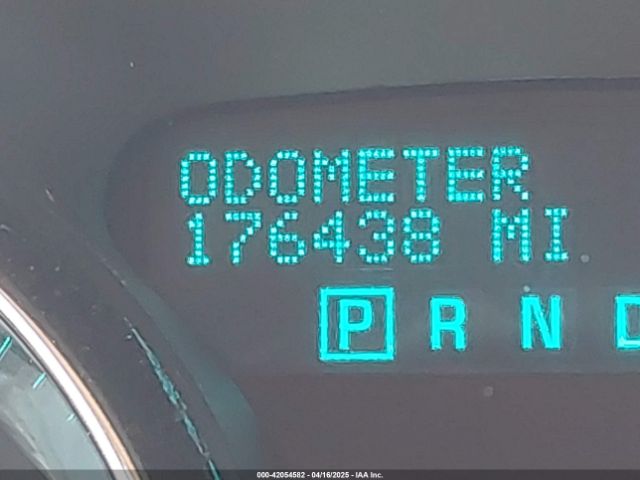 ODOMETER
176438 MI
P R N
000-42054582 - 04/16/2025 - IAA Inc.